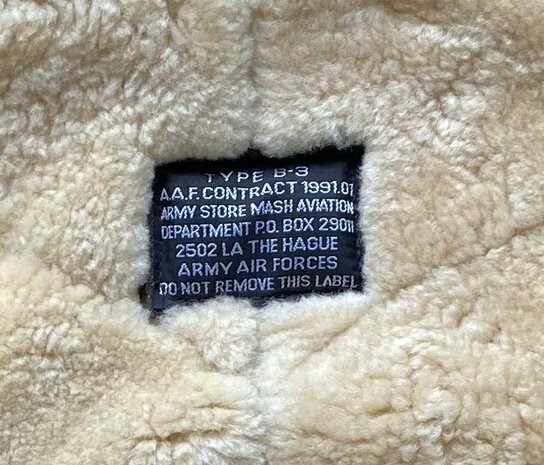 TYPE B-3
A.A.F. CONTRACT 1991.01
ARMY STORE MASH AVIATION
DEPARTMENT P.O. BOX 29011
2502 LA THE HAGUE
ARMY AIR FORCES
DO NOT REMOVE THIS LABEL